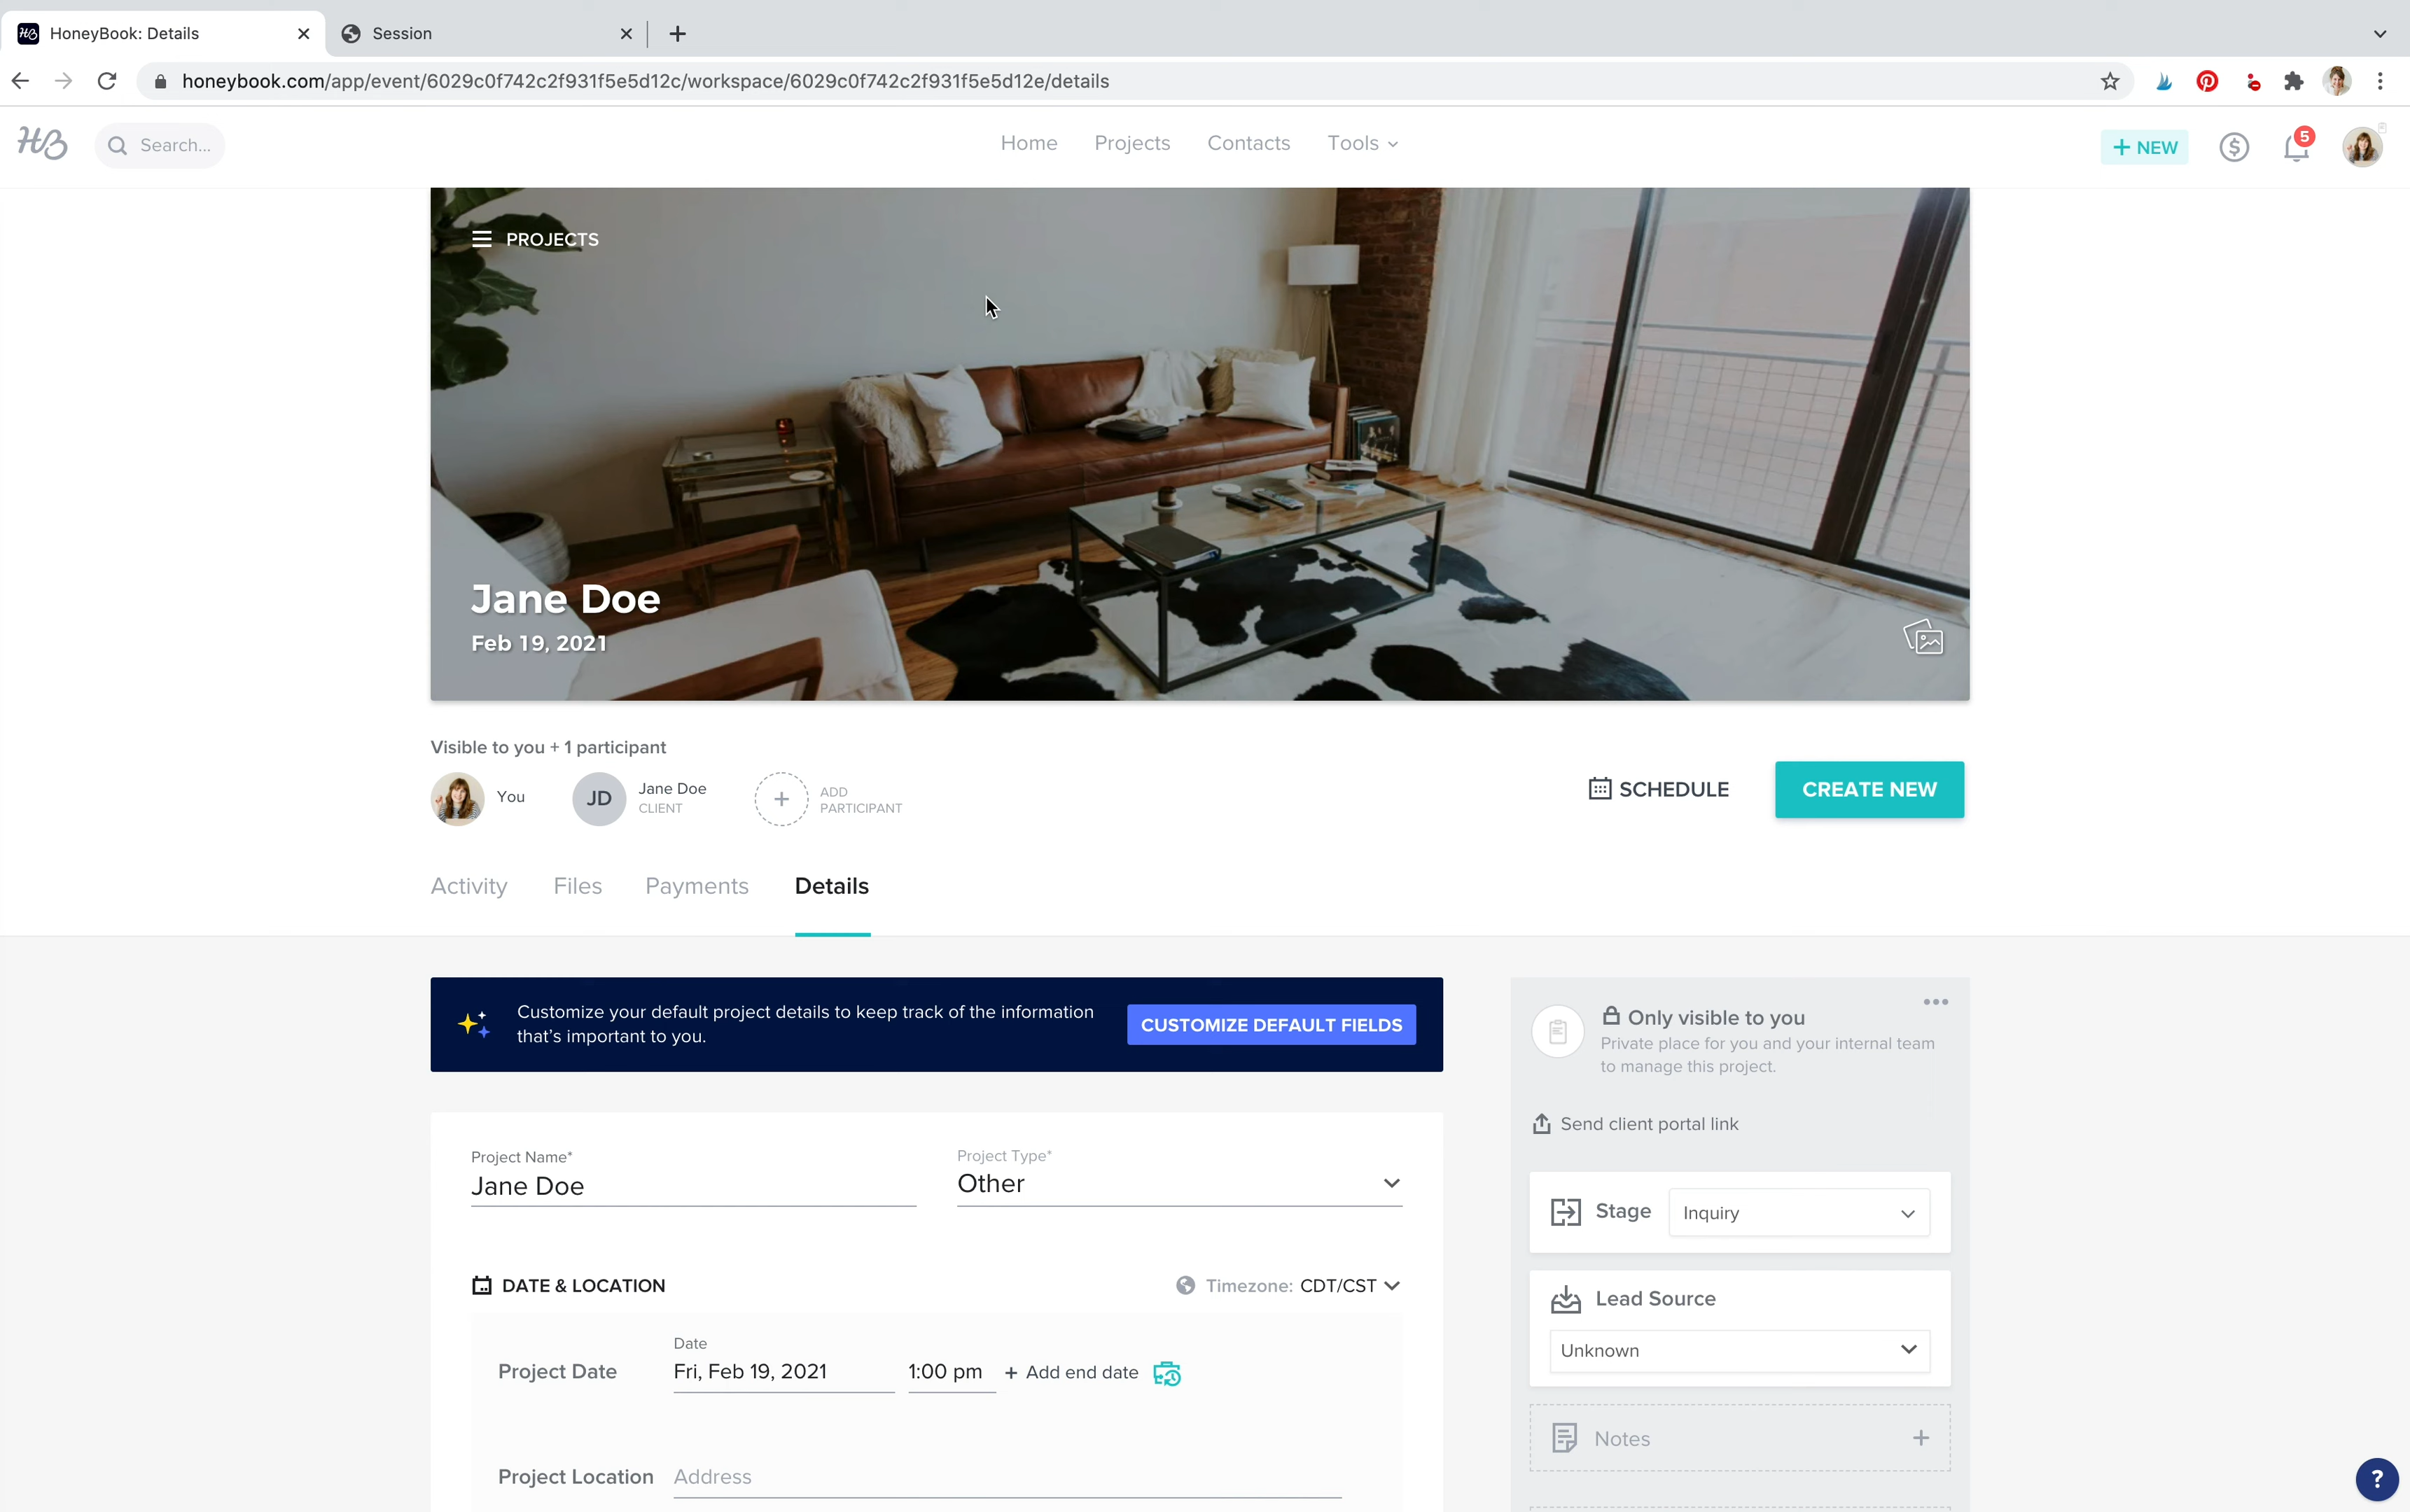 HoneyBook: Details
Session
honeybook.com/app/event/6029c0f742c2f931f5e5d12c/workspace/6029c0f742c2f931f5e5d12e/details
HB
Search...
Home
Projects
Contacts
Tools
+ NEW
5
PROJECTS
Jane Doe
Feb 19, 2021
Visible to you + 1 participant
You
JD
Jane Doe
CLIENT
ADD
PARTICIPANT
SCHEDULE
CREATE NEW
Activity
Files
Payments
Details
Customize your default project details to keep track of the information
that's important to you.
CUSTOMIZE DEFAULT FIELDS
Only visible to you
Private place for you and your internal team
to manage this project.
Send client portal link
Project Name*
Jane Doe
Project Type*
Other
Stage
Inquiry
DATE & LOCATION
Timezone: CDT/CST
Lead Source
Unknown
Date
Project Date
Fri, Feb 19, 2021
1:00 pm
+ Add end date
Notes
Project Location
Address
?